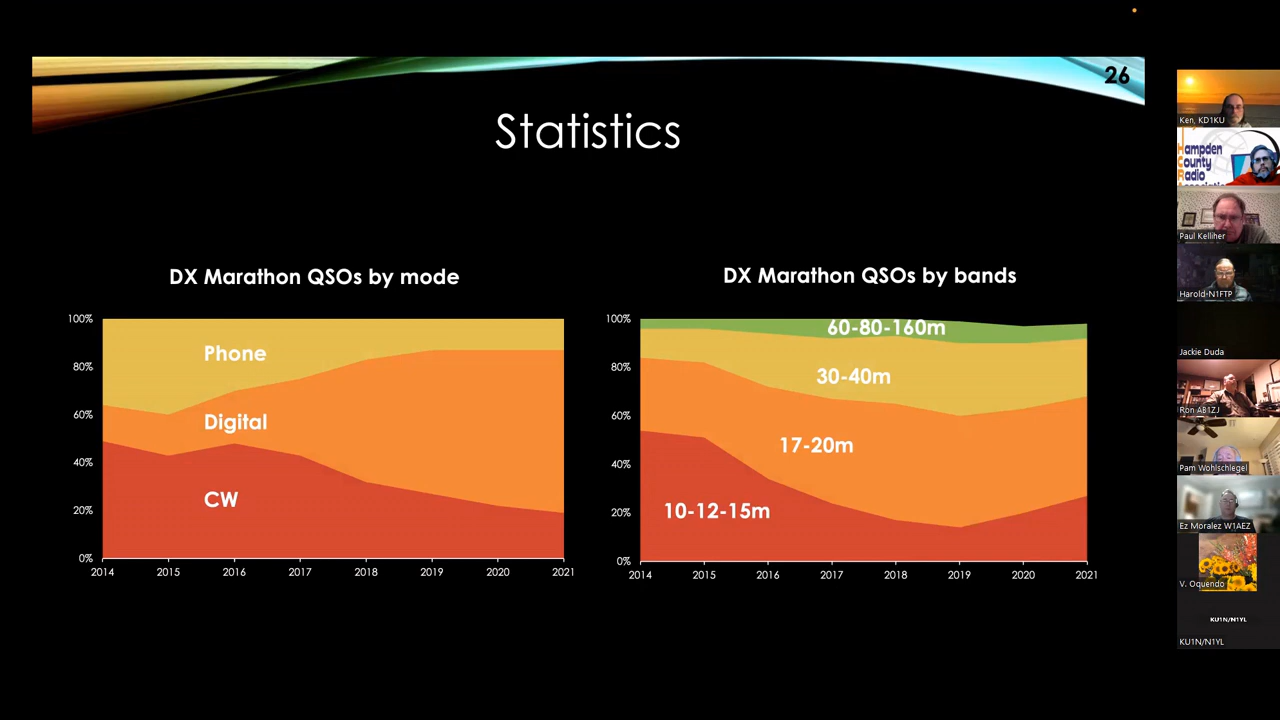 26
Statistics
DX Marathon QSOs by mode
100%
80%
60%
40%
20%
0%
Phone
Digital
CW
2014 2015 2016 2017 2018 2019 2020 2021
DX Marathon QSOs by bands
100%
80%
60%
40%
20%
0%
60-80-160m
30-40m
17-20m
10-12-15m
2014 2015 2016 2017 2018 2019 2020 2021
Ken, KD1KU
Hampden
County
Radio
Paul Kelliher
Harold-N1FTP
Jackie Duda
Ron AB1ZJ
Pam Wohlschlegel
Ez Moralez W1AEZ
V. Oquendo
KU1N/N1YL
KU1N/N1YL